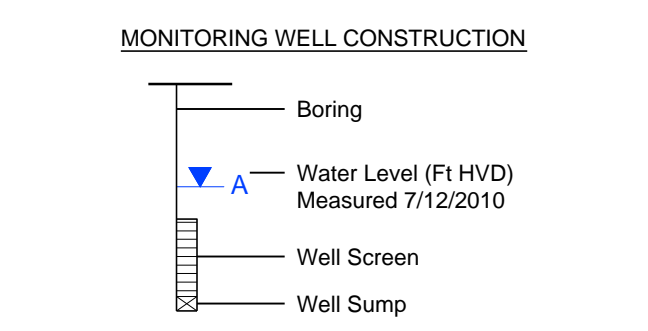 MONITORING WELL CONSTRUCTION
Boring
A
Water Level (Ft HVD)
Measured 7/12/2010
Well Screen
Well Sump